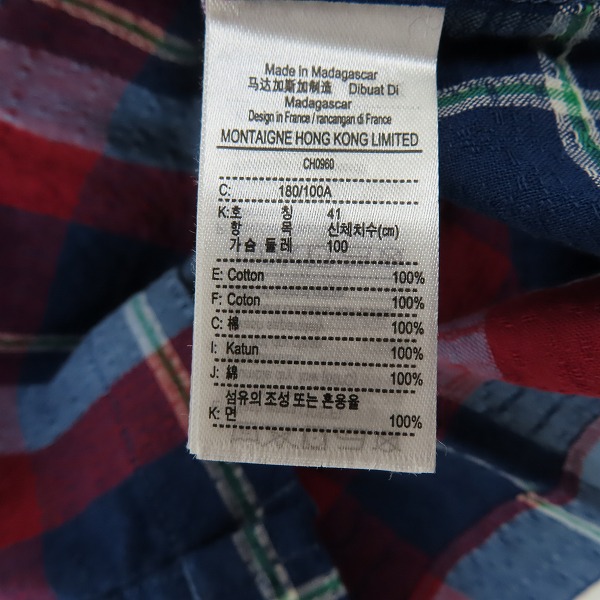 Made In Madagascar
马达加斯加制造 Dibuat Di
Madagascar
Design in France / rancangan di France
MONTAIGNE HONG KONG LIMITED
CH0960
C: 180/100A
K:호 칭 41
항 목 신체치수(cm)
가슴 둘레 100
E: Cotton 100%
F: Coton 100%
C: 棉 100%
I: Katun 100%
J: 綿 100%
섬유의 조성 또는 혼용율
K: 면 100%